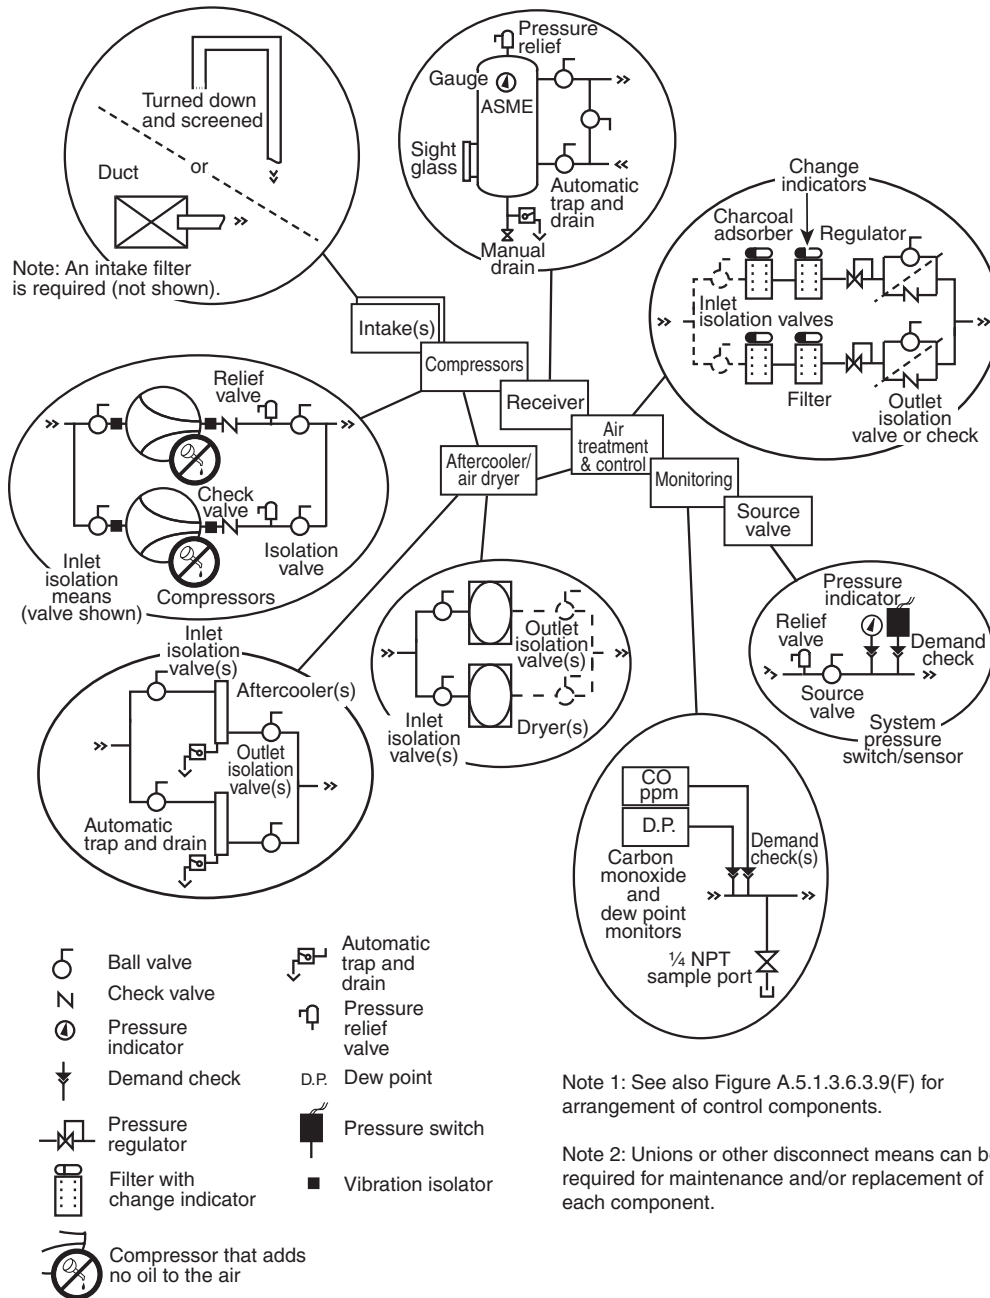 Turned down
and screened
or
Duct
Note: An intake filter
is required (not shown).
Pressure
relief
Gauge
ASME
Sight
glass
Automatic
trap and
drain
Manual
drain
Change
indicators
Charcoal
adsorber
Regulator
Inlet
isolation valves
Filter
Outlet
isolation
valve or check
Intake(s)
Compressors
Receiver
Air
treatment
& control
Aftercooler/
air dryer
Monitoring
Source
valve
Relief
valve
Check
valve
Inlet
isolation
means
(valve shown)
Isolation
valve
Compressors
Inlet
isolation
valve(s)
Aftercooler(s)
Outlet
isolation
valve(s)
Automatic
trap and drain
Outlet
isolation
valve(s)
Inlet
isolation
valve(s)
Dryer(s)
Pressure
indicator
Relief
valve
Demand
check
Source
valve
System
pressure
switch/sensor
CO
ppm
D.P.
Demand
check(s)
Carbon
monoxide
and
dew point
monitors
¼ NPT
sample port
Ball valve
Check valve
Pressure
indicator
Demand check
Pressure
regulator
Filter with
change indicator
Compressor that adds
no oil to the air
Automatic
trap and
drain
Pressure
relief
valve
D.P. Dew point
Pressure switch
Vibration isolator
Note 1: See also Figure A.5.1.3.6.3.9(F) for
arrangement of control components.
Note 2: Unions or other disconnect means can be
required for maintenance and/or replacement of
each component.